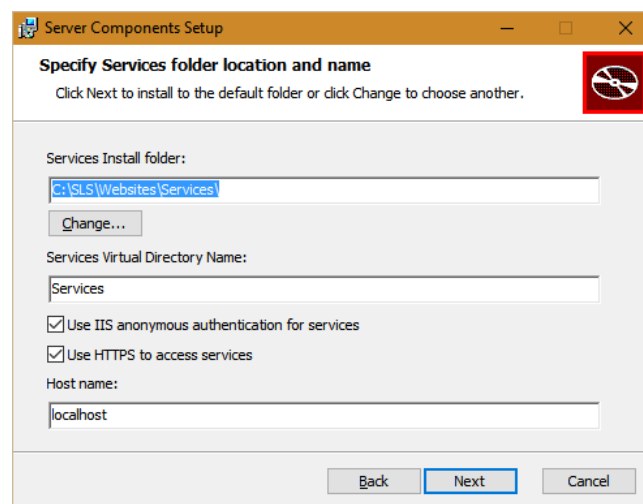 Server Components Setup
Specify Services folder location and name
Click Next to install to the default folder or click Change to choose another.
Services Install folder:
C:\SLS\Websites\Services\
Change...
Services Virtual Directory Name:
Services
Use IIS anonymous authentication for services
Use HTTPS to access services
Host name:
localhost
Back Next Cancel